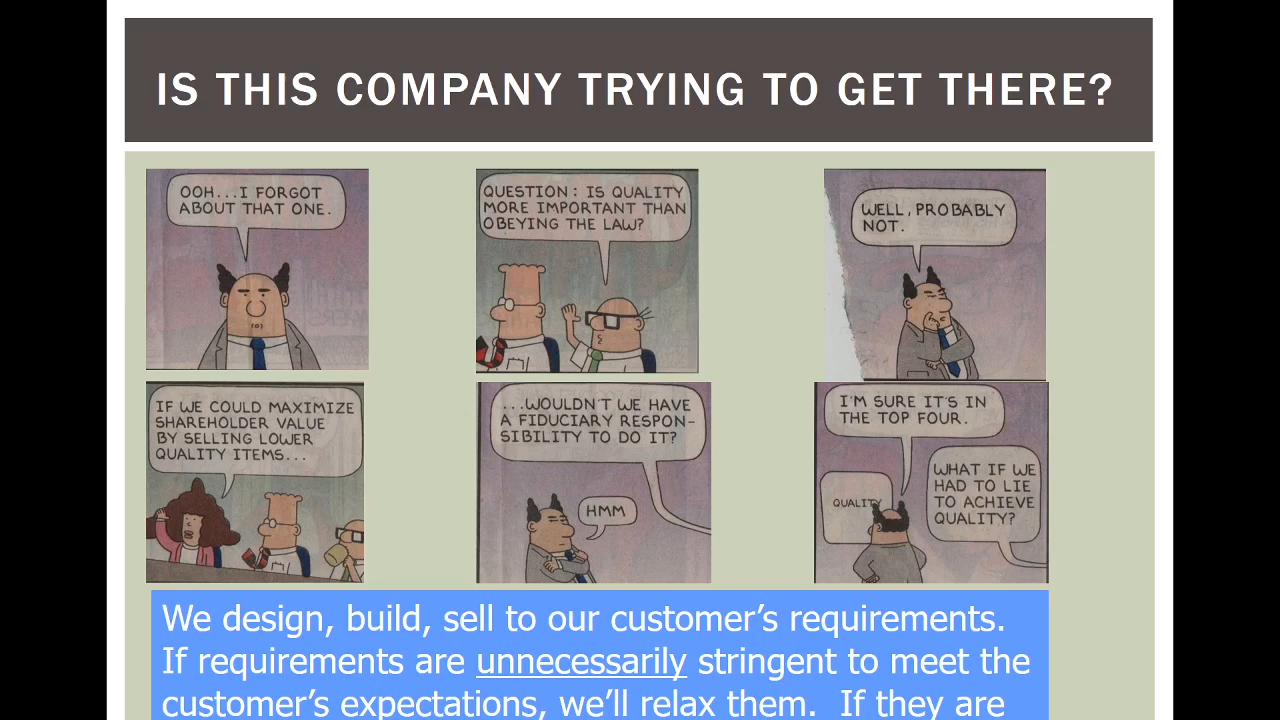 IS THIS COMPANY TRYING TO GET THERE?
OOH...I FORGOT
ABOUT THAT ONE.
QUESTION: IS QUALITY
MORE IMPORTANT THAN
OBEYING THE LAW?
WELL, PROBABLY
NOT.
IF WE COULD MAXIMIZE
SHAREHOLDER VALUE
BY SELLING LOWER
QUALITY ITEMS...
...WOULDN'T WE HAVE
A FIDUCIARY RESPON-
SIBILITY TO DO IT?
HMM
I'M SURE IT'S IN
THE TOP FOUR.
QUALITY
WHAT IF WE
HAD TO LIE
TO ACHIEVE
QUALITY?
We design, build, sell to our customer's requirements.
If requirements are unnecessarily stringent to meet the
customer's expectations, we'll relax them.  If they are